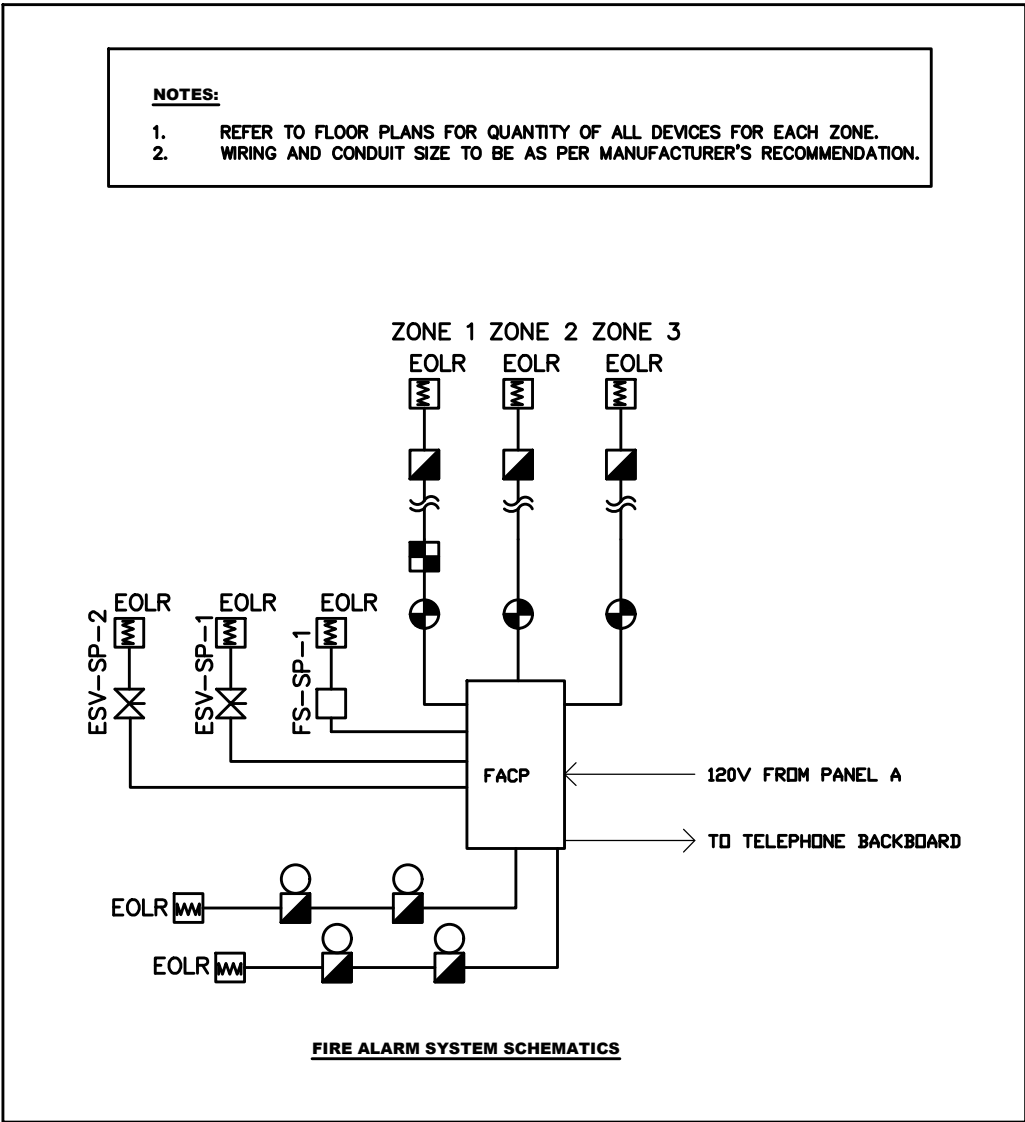 NOTES:
1. REFER TO FLOOR PLANS FOR QUANTITY OF ALL DEVICES FOR EACH ZONE.
2. WIRING AND CONDUIT SIZE TO BE AS PER MANUFACTURER'S RECOMMENDATION.
ZONE 1 ZONE 2 ZONE 3
EOLR EOLR EOLR
EOLR EOLR EOLR
ESV-SP-2
ESV-SP-1
FS-SP-1
FACP
120V FROM PANEL A
TO TELEPHONE BACKBOARD
EOLR
EOLR
FIRE ALARM SYSTEM SCHEMATICS